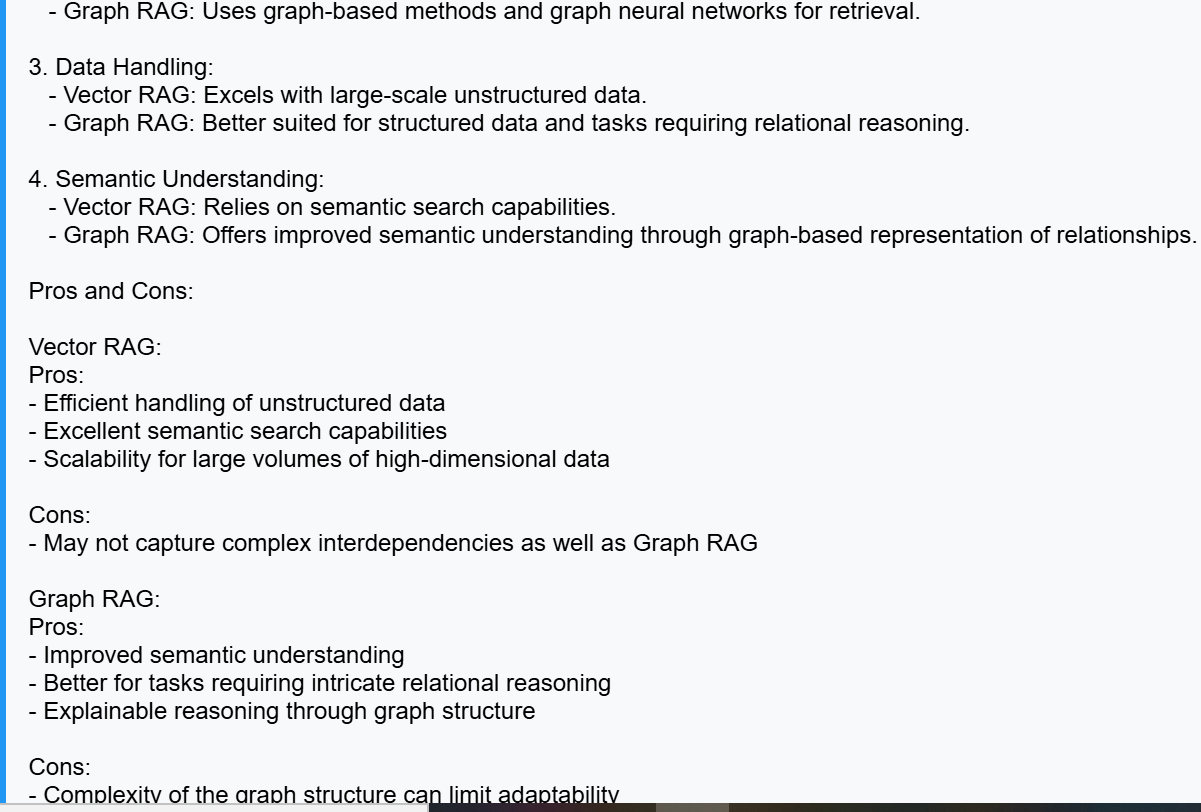 - Graph RAG: Uses graph-based methods and graph neural networks for retrieval.
3. Data Handling:
- Vector RAG: Excels with large-scale unstructured data.
- Graph RAG: Better suited for structured data and tasks requiring relational reasoning.
4. Semantic Understanding:
- Vector RAG: Relies on semantic search capabilities.
- Graph RAG: Offers improved semantic understanding through graph-based representation of relationships.
Pros and Cons:
Vector RAG:
Pros:
- Efficient handling of unstructured data
- Excellent semantic search capabilities
- Scalability for large volumes of high-dimensional data
Cons:
- May not capture complex interdependencies as well as Graph RAG
Graph RAG:
Pros:
- Improved semantic understanding
- Better for tasks requiring intricate relational reasoning
- Explainable reasoning through graph structure
Cons:
- Complexity of the graph structure can limit adaptability